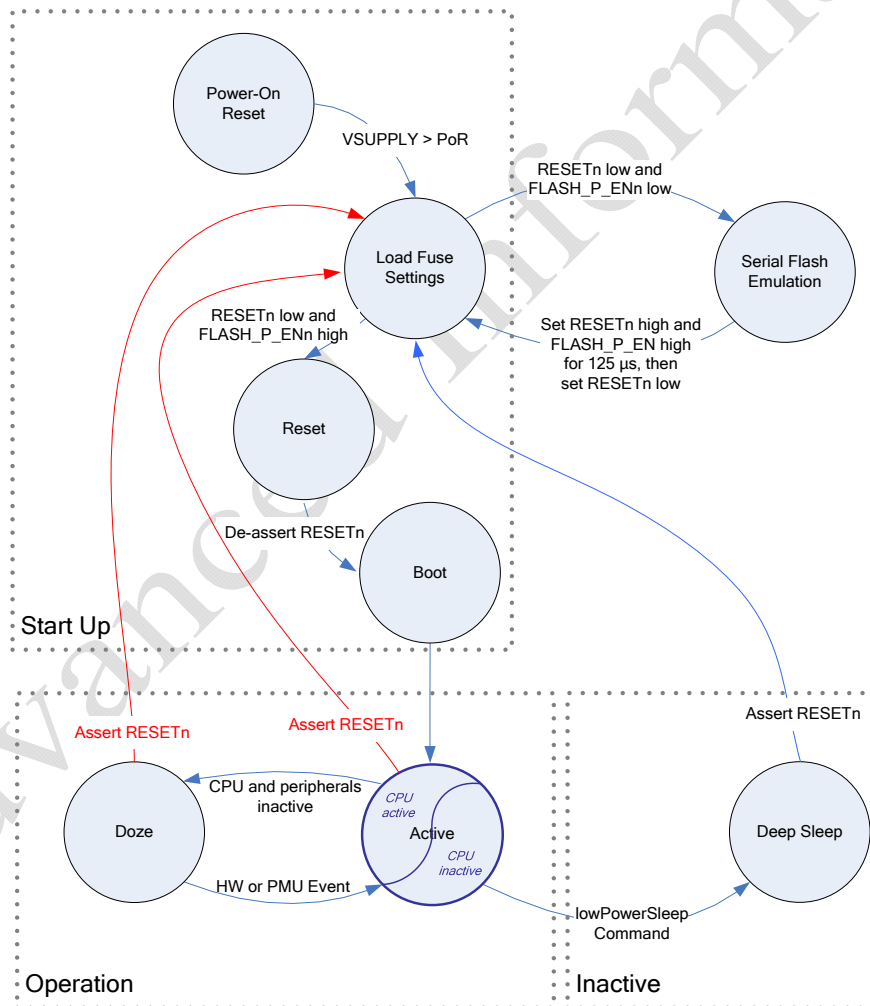 Power-On
Reset
VSUPPLY > PoR
RESETn low and
FLASH_P_ENn low
Load Fuse
Settings
Serial Flash
Emulation
RESETn low and
FLASH_P_ENn high
Set RESETn high and
FLASH_P_EN high
for 125 µs, then
set RESETn low
Reset
De-assert RESETn
Boot
Start Up
Assert RESETn
Assert RESETn
Assert RESETn
CPU and peripherals
inactive
CPU
active
Doze
Active
Deep Sleep
CPU
inactive
HW or PMU Event
lowPowerSleep
Command
Operation
Inactive
Advanced Information